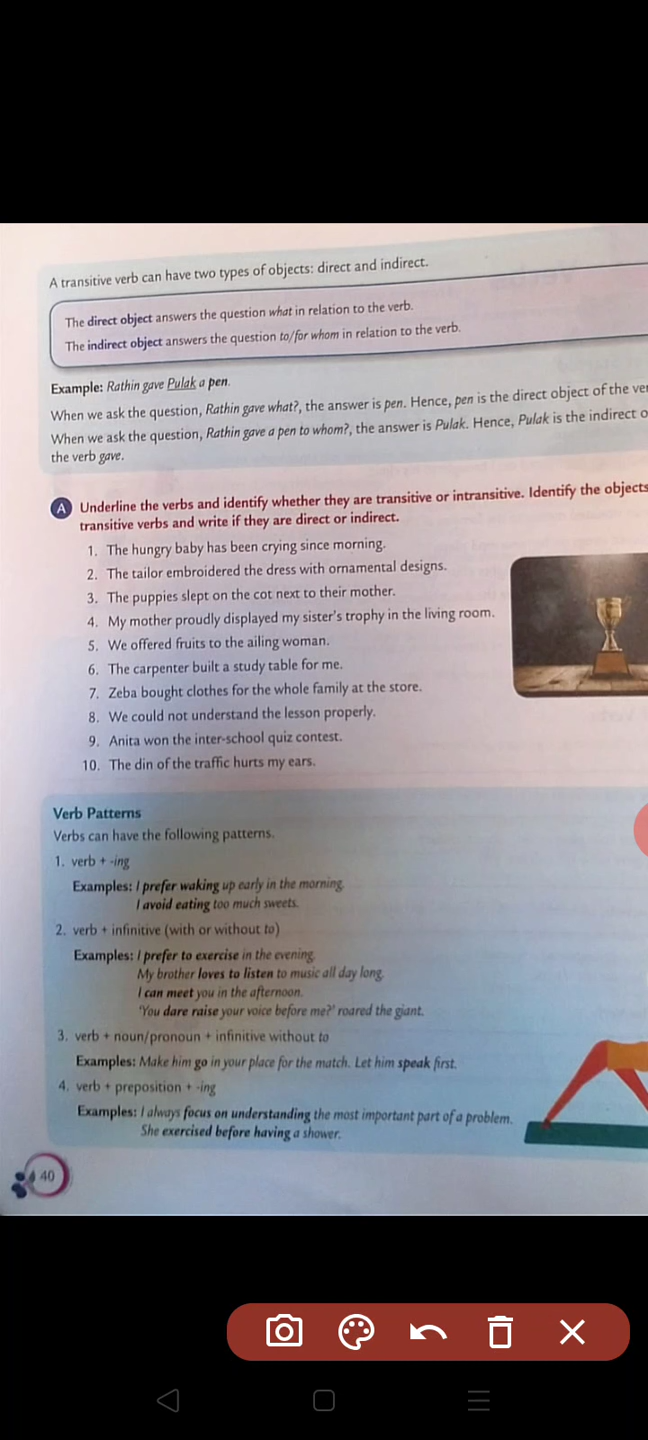 A transitive verb can have two types of objects: direct and indirect.
The direct object answers the question what in relation to the verb.
The indirect object answers the question to/for whom in relation to the verb.
Example: Rathin gave Pulak a pen.
When we ask the question, Rathin gave what?, the answer is pen. Hence, pen is the direct object of the
When we ask the question, Rathin gave a pen to whom?, the answer is Pulak. Hence, Pulak is the indirect
the verb gave.
A Underline the verbs and identify whether they are transitive or intransitive. Identify the objects
transitive verbs and write if they are direct or indirect.
1. The hungry baby has been crying since morning.
2. The tailor embroidered the dress with ornamental designs.
3. The puppies slept on the cot next to their mother.
4. My mother proudly displayed my sister's trophy in the living room.
5. We offered fruits to the ailing woman.
6. The carpenter built a study table for me.
7. Zeba bought clothes for the whole family at the store.
8. We could not understand the lesson properly.
9. Anita won the inter-school quiz contest.
10. The din of the traffic hurts my ears.
Verb Patterns
Verbs can have the following patterns.
1. verb + -ing
Examples: I prefer waking up early in the morning.
I avoid eating too much sweets.
2. verb + infinitive (with or without to)
Examples: I prefer to exercise in the evening.
My brother loves to listen to music all day long.
I can meet you in the afternoon.
'You dare raise your voice before me?' roared the giant.
3. verb + noun/pronoun + infinitive without to
Examples: Make him go in your place for the match. Let him speak first.
4. verb + preposition + -ing
Examples: I always focus on understanding the most important part of a problem.
She exercised before having a shower.
40